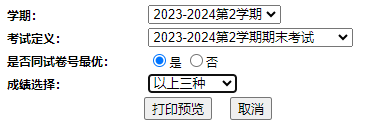 学期： 2023-2024第2学期
考试定义： 2023-2024第2学期期末考试
是否同试卷号最优： 是 否
成绩选择： 以上三种
打印预览 取消